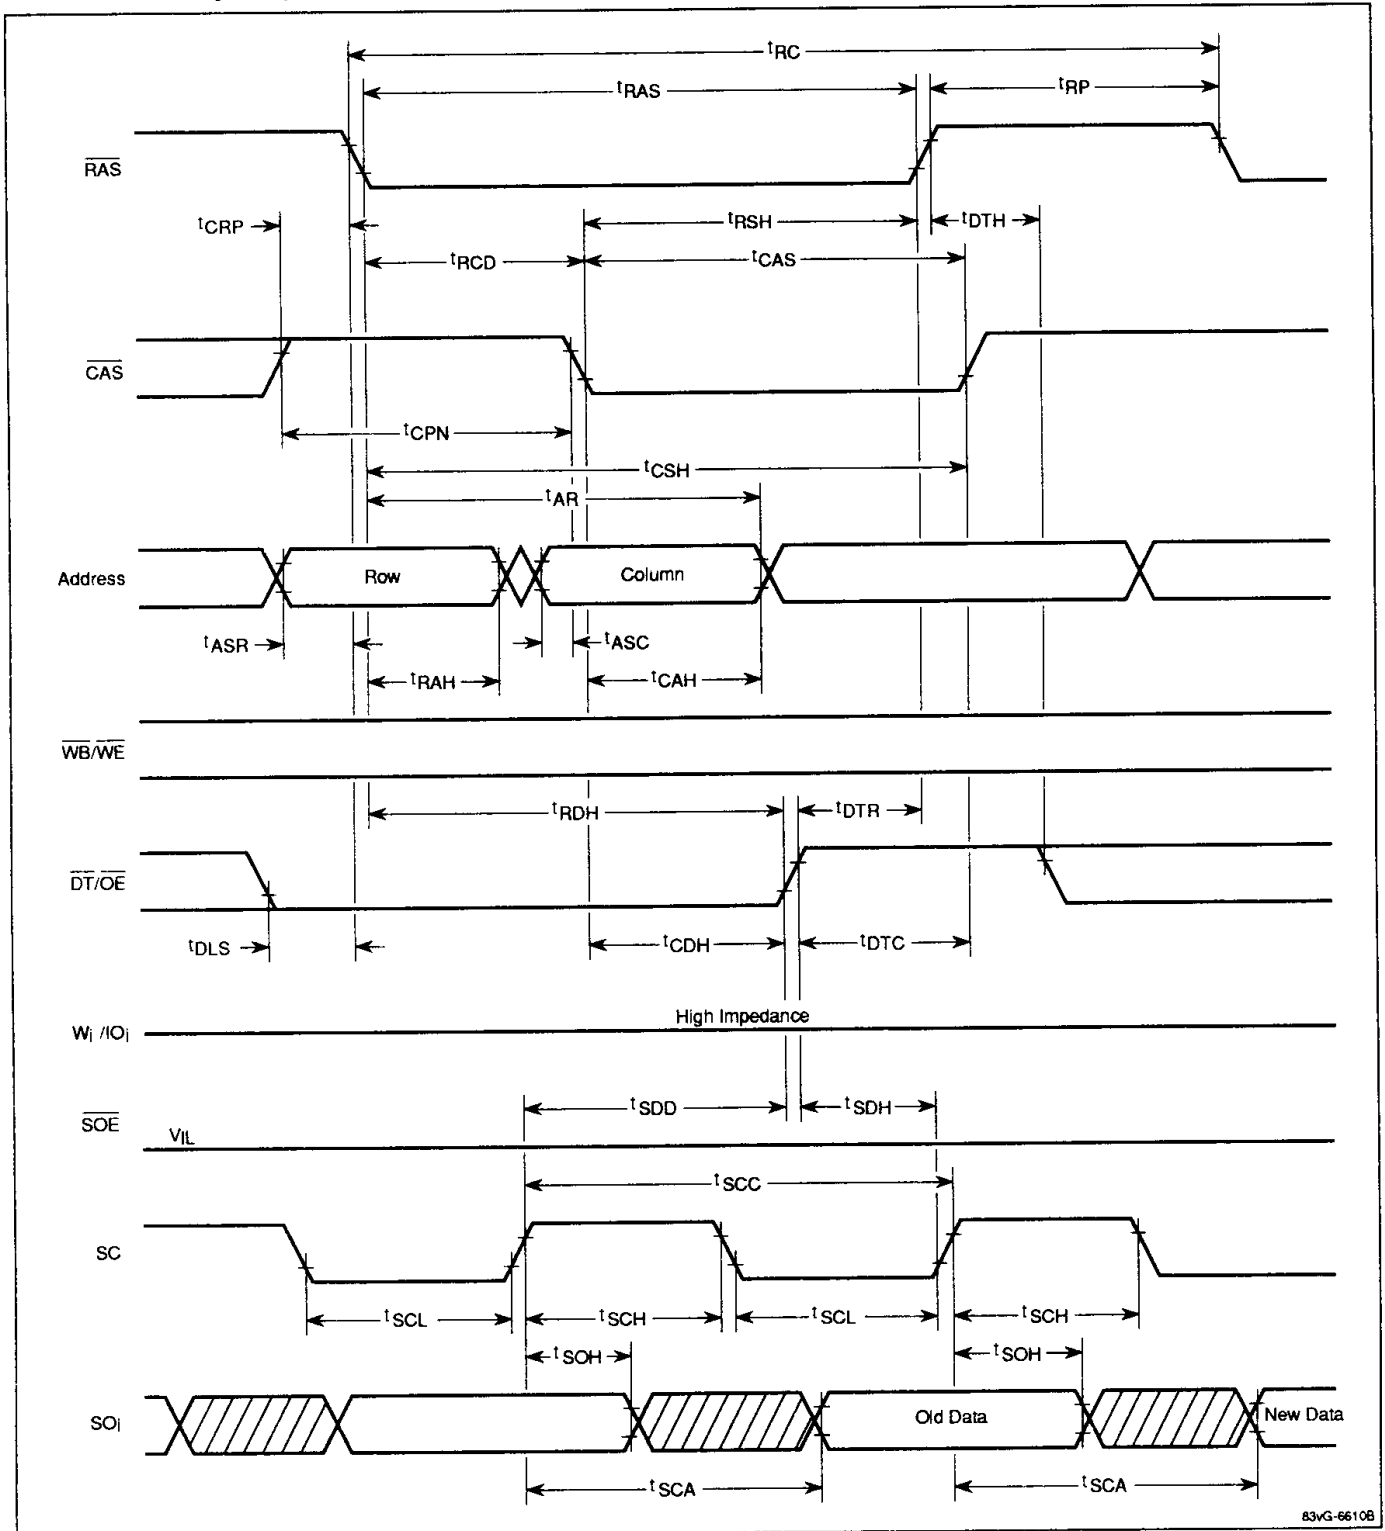 tRC
tRAS
tRP
RAS
tCRP
tRSH
tDTH
tRCD
tCAS
CAS
tCPN
tCSH
tAR
Address
Row
Column
tASR
tASC
tRAH
tCAH
WB/WE
tRDH
tDTR
DT/OE
tDLS
tCDH
tDTC
Wi /IOi
High Impedance
SOE
VIL
tSDD
tSDH
tSCC
SC
tSCL
tSCH
tSCL
tSCH
tSOH
tSOH
SOi
Old Data
New Data
tSCA
tSCA
83vG-6610B